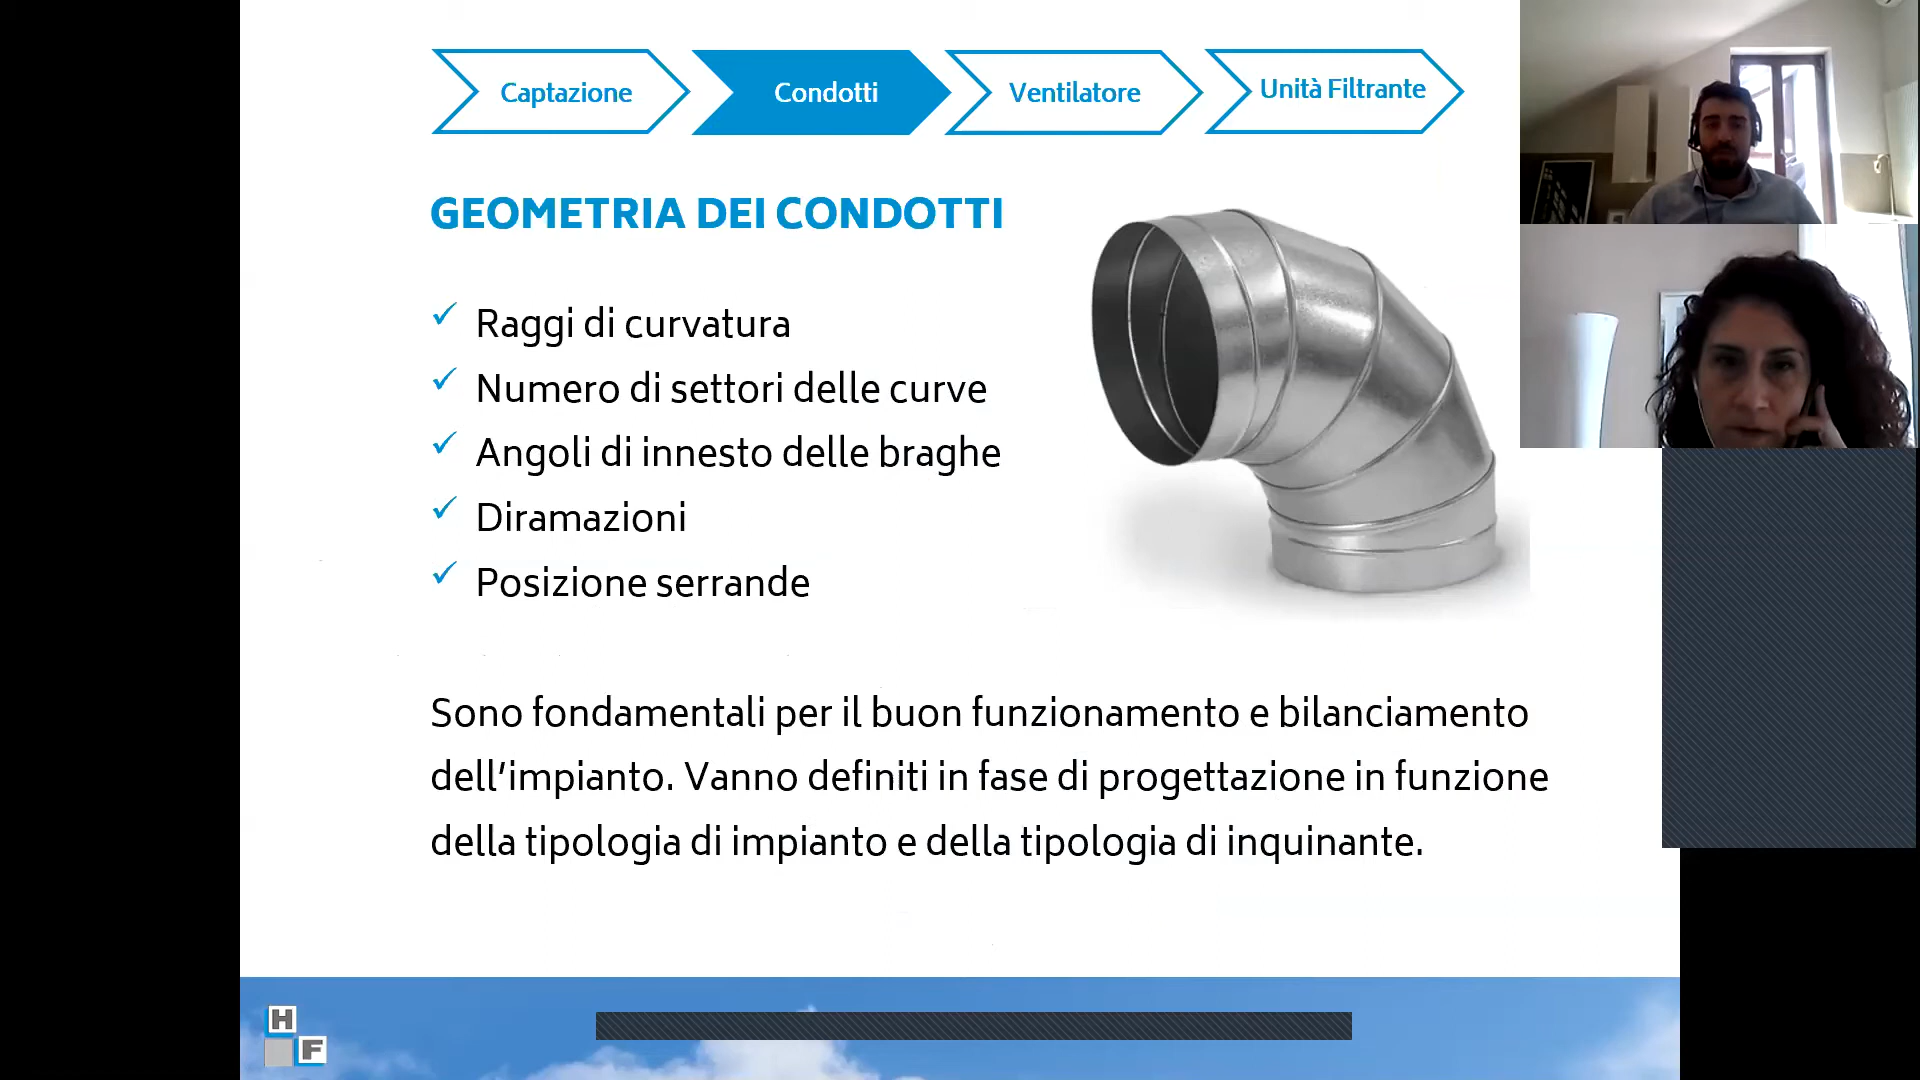 Captazione
Condotti
Ventilatore
Unità Filtrante
GEOMETRIA DEI CONDOTTI
Raggi di curvatura
Numero di settori delle curve
Angoli di innesto delle braghe
Diramazioni
Posizione serrande
Sono fondamentali per il buon funzionamento e bilanciamento
dell’impianto. Vanno definiti in fase di progettazione in funzione
della tipologia di impianto e della tipologia di inquinante.
H
F